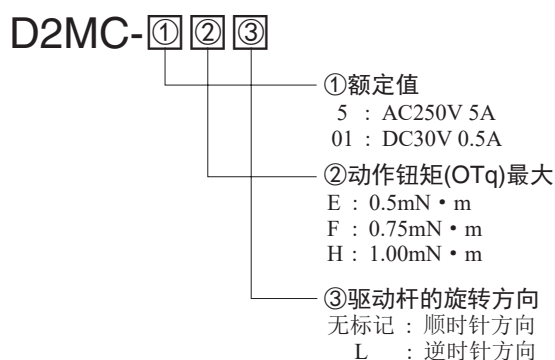 D2MC-①②③
①额定值
5 : AC250V 5A
01 : DC30V 0.5A
②动作钮矩(OTq)最大
E : 0.5mN・m
F : 0.75mN・m
H : 1.00mN・m
③驱动杆的旋转方向
无标记 : 顺时针方向
L : 逆时针方向